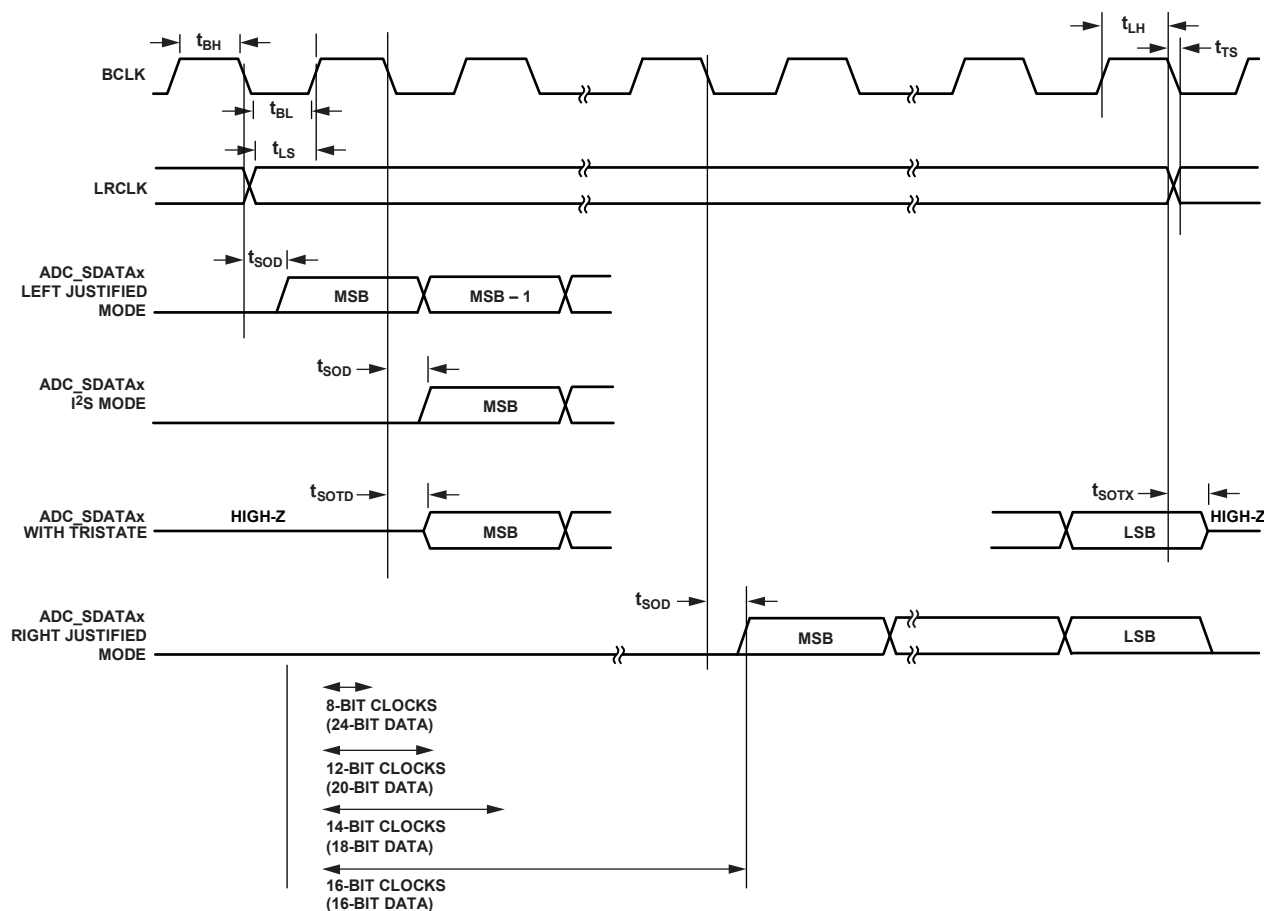 tBH
tLH
tTS
BCLK
tBL
tLS
LRCLK
tSOD
ADC_SDATAx
LEFT JUSTIFIED
MODE
MSB
MSB – 1
tSOD
ADC_SDATAx
I2S MODE
MSB
tSOTD
tSOTX
ADC_SDATAx
WITH TRISTATE
HIGH-Z
MSB
LSB
HIGH-Z
tSOD
ADC_SDATAx
RIGHT JUSTIFIED
MODE
MSB
LSB
8-BIT CLOCKS
(24-BIT DATA)
12-BIT CLOCKS
(20-BIT DATA)
14-BIT CLOCKS
(18-BIT DATA)
16-BIT CLOCKS
(16-BIT DATA)